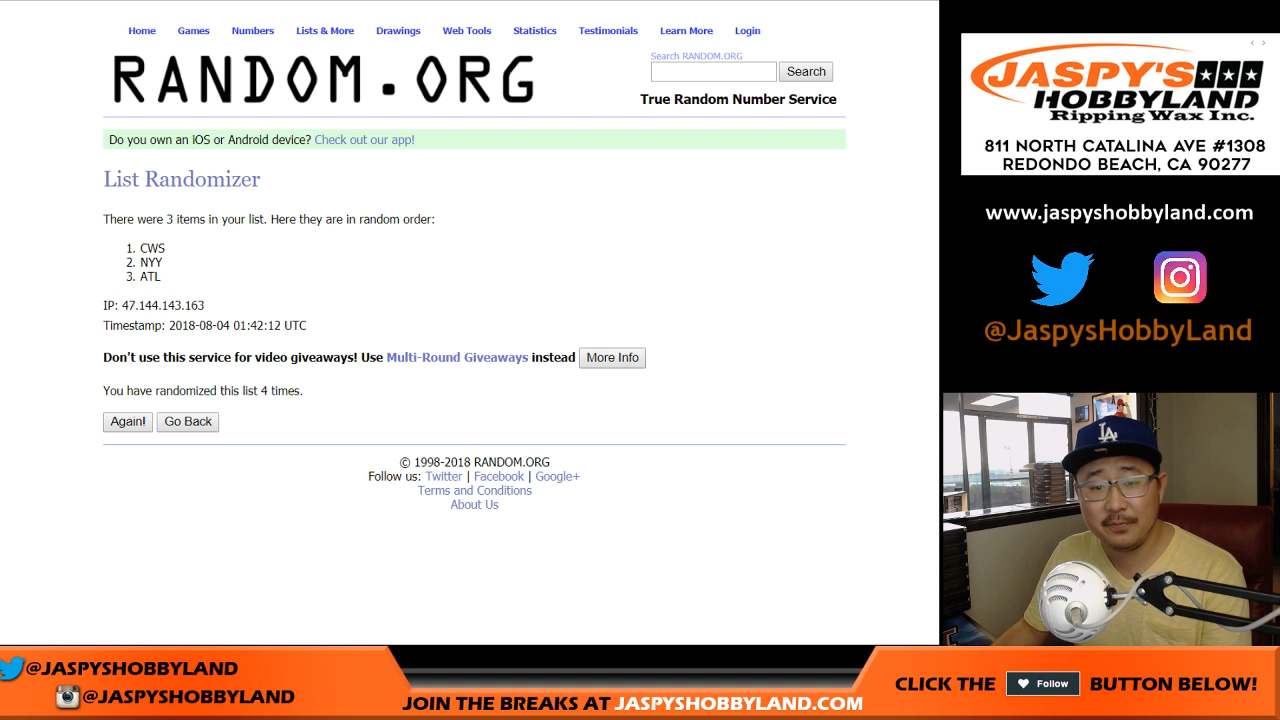 Home Games Numbers Lists & More Drawings Web Tools Statistics Testimonials Learn More Login
RANDOM.ORG
Search RANDOM.ORG
Search
True Random Number Service
Do you own an iOS or Android device? Check out our app!
List Randomizer
There were 3 items in your list. Here they are in random order:
1. CWS
2. NYY
3. ATL
IP: 47.144.143.163
Timestamp: 2018-08-04 01:42:12 UTC
Don't use this service for video giveaways! Use Multi-Round Giveaways instead More Info
You have randomized this list 4 times.
Again! Go Back
© 1998-2018 RANDOM.ORG
Follow us: Twitter | Facebook | Google+
Terms and Conditions
About Us
JASPY'S
HOBBYLAND
Ripping Wax Inc.
811 NORTH CATALINA AVE #1308
REDONDO BEACH, CA 90277
www.jaspyshobbyland.com
@JaspysHobbyLand
LA
@JASPYSHOBBYLAND
@JASPYSHOBBYLAND
JOIN THE BREAKS AT JASPYSHOBBYLAND.COM
CLICK THE Follow BUTTON BELOW!